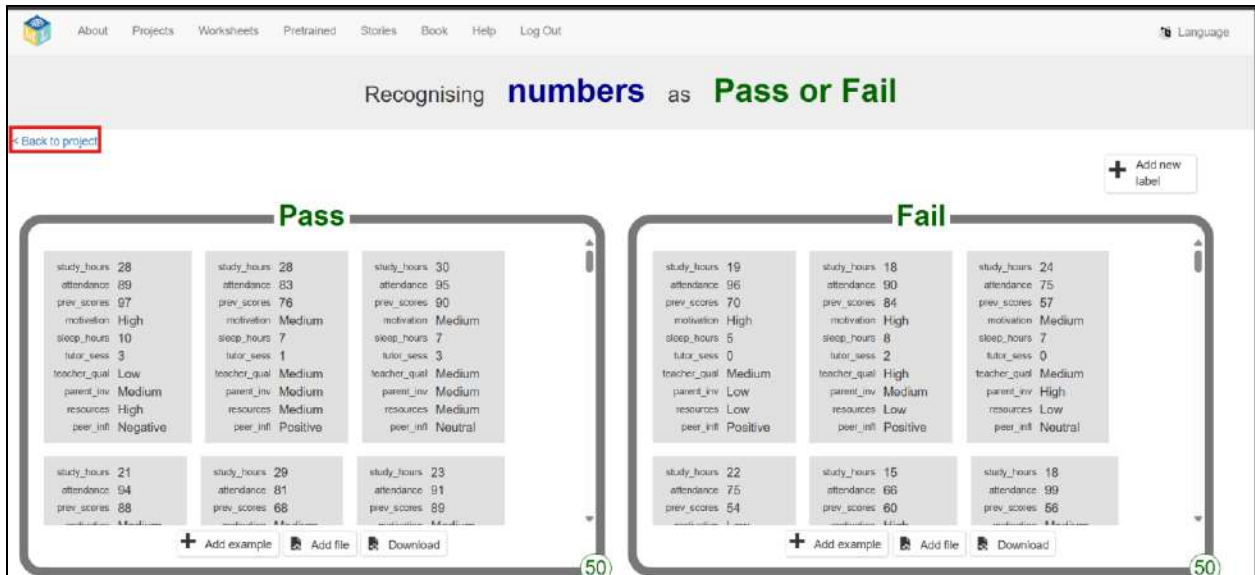 About Projects Worksheets Pretrained Stories Book Help Log Out Language
Recognising numbers as Pass or Fail
< Back to project
Add new
label
Pass
study_hours 28
attendance 89
prev_scores 97
motivation High
sleep_hours 10
tutor_sess 3
teacher_qual Low
parent_inv Medium
resources High
peer_infl Negative
study_hours 28
attendance 83
prev_scores 76
motivation Medium
sleep_hours 7
tutor_sess 1
teacher_qual Medium
parent_inv Medium
resources Medium
peer_infl Positive
study_hours 30
attendance 95
prev_scores 90
motivation Medium
sleep_hours 7
tutor_sess 3
teacher_qual Medium
parent_inv Medium
resources Medium
peer_infl Neutral
study_hours 21
attendance 94
prev_scores 88
study_hours 29
attendance 81
prev_scores 68
study_hours 23
attendance 91
prev_scores 89
Add example Add file Download
50
Fail
study_hours 19
attendance 96
prev_scores 70
motivation High
sleep_hours 5
tutor_sess 0
teacher_qual Medium
parent_inv Low
resources Low
peer_infl Positive
study_hours 18
attendance 90
prev_scores 84
motivation High
sleep_hours 8
tutor_sess 2
teacher_qual High
parent_inv Medium
resources Low
peer_infl Positive
study_hours 24
attendance 75
prev_scores 57
motivation Medium
sleep_hours 7
tutor_sess 0
teacher_qual Medium
parent_inv High
resources Low
peer_infl Neutral
study_hours 22
attendance 75
prev_scores 54
study_hours 15
attendance 66
prev_scores 60
study_hours 18
attendance 99
prev_scores 56
Add example Add file Download
50